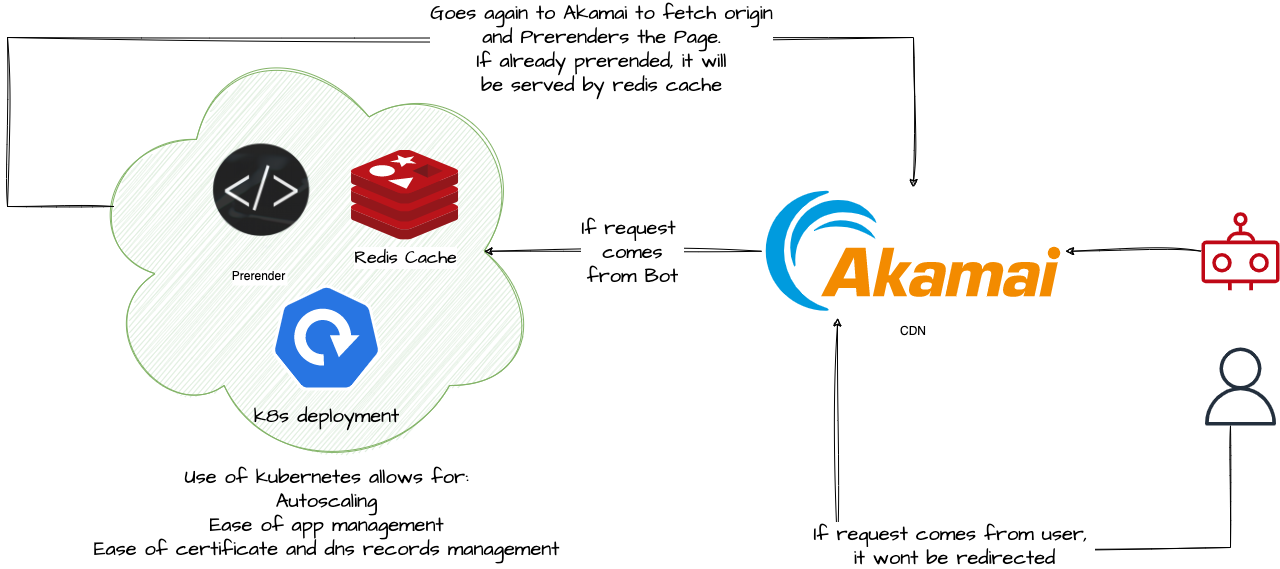 Goes again to Akamai to fetch origin
and Prerenders the Page.
If already prerended, it will
be served by redis cache
</>
Prerender
Redis Cache
k8s deployment
If request
comes
from Bot
Akamai
CDN
Use of kubernetes allows for:
Autoscaling
Ease of app management
Ease of certificate and dns records management
If request comes from user,
it wont be redirected